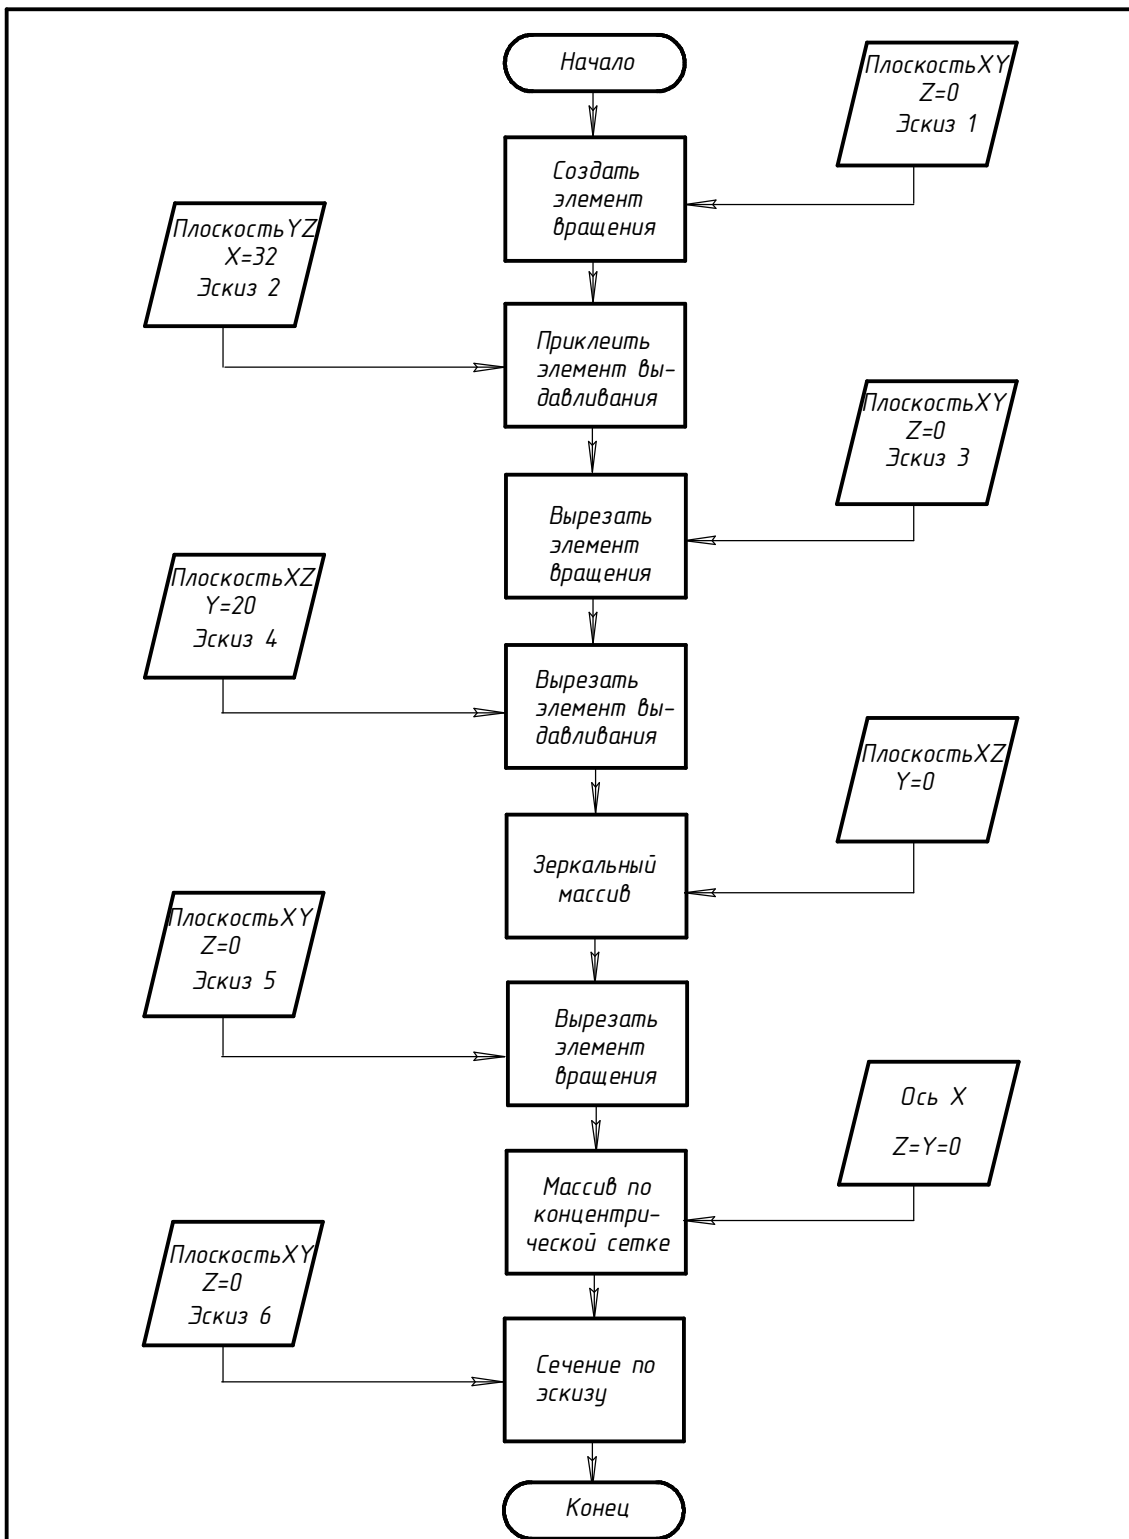 Начало
ПлоскостьXY
Z=0
Эскиз 1
Создать
элемент
вращения
ПлоскостьYZ
X=32
Эскиз 2
Приклеить
элемент вы-
давливания
ПлоскостьXY
Z=0
Эскиз 3
Вырезать
элемент
вращения
ПлоскостьXZ
Y=20
Эскиз 4
Вырезать
элемент вы-
давливания
ПлоскостьXZ
Y=0
Зеркальный
массив
ПлоскостьXY
Z=0
Эскиз 5
Вырезать
элемент
вращения
Ось X
Z=Y=0
Массив по
концентри-
ческой сетке
ПлоскостьXY
Z=0
Эскиз 6
Сечение по
эскизу
Конец